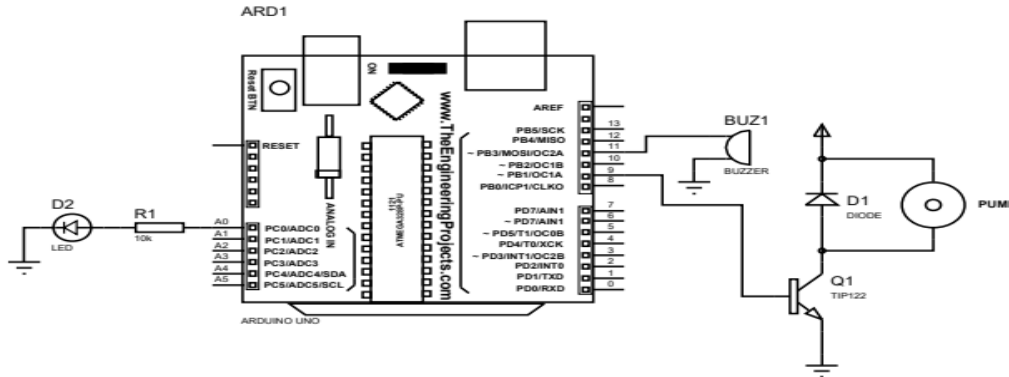 ARD1
ON
Reset BTN
www.TheEngineeringProjects.com
RESET
ANALOG IN
AREF
PB5/SCK 13
PB4/MISO 12
~ PB3/MOSI/OC2A 11
~ PB2/OC1B 10
~ PB1/OC1A 9
PB0/ICP1/CLKO 8
PD7/AIN1 7
~ PD7/AIN1 6
~ PD5/T1/OC0B 5
PD4/T0/XCK 4
~ PD3/INT1/OC2B 3
PD2/INT0 2
PD1/TXD 1
PD0/RXD 0
A0 PC0/ADC0
A1 PC1/ADC1
A2 PC2/ADC2
A3 PC3/ADC3
A4 PC4/ADC4/SDA
A5 PC5/ADC5/SCL
ARDUINO UNO
D2
LED
R1
10k
BUZ1
BUZZER
D1
DIODE
PUM
Q1
TIP122